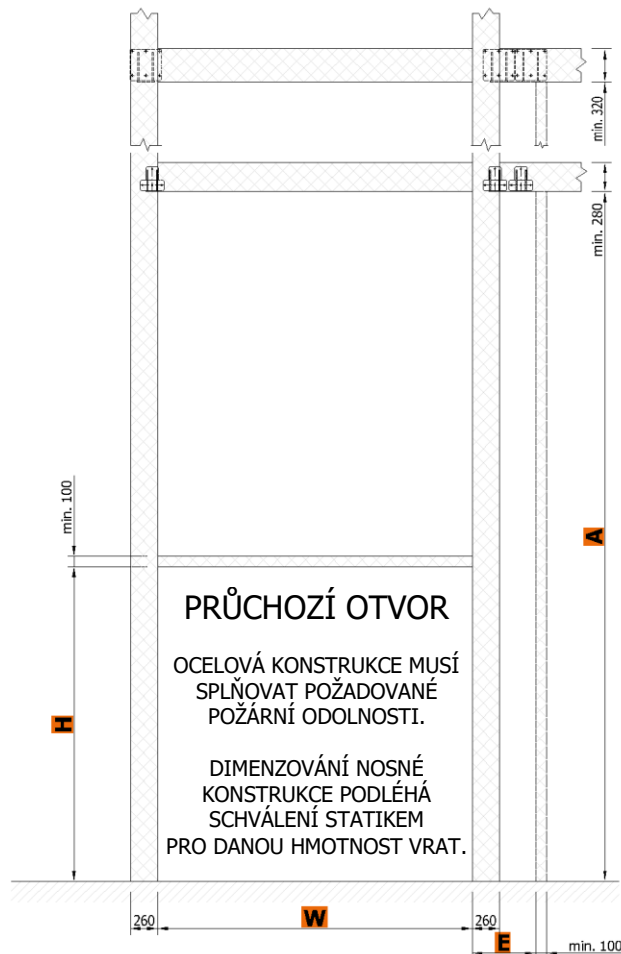 min. 320
min. 280
min. 100
A
PRŮCHOZÍ OTVOR
OCELOVÁ KONSTRUKCE MUSÍ
SPLŇOVAT POŽADOVANÉ
POŽÁRNÍ ODOLNOSTI.
H
DIMENZOVÁNÍ NOSNÉ
KONSTRUKCE PODLÉHÁ
SCHVÁLENÍ STATIKEM
PRO DANOU HMOTNOST VRAT.
260
W
260
E
min. 100